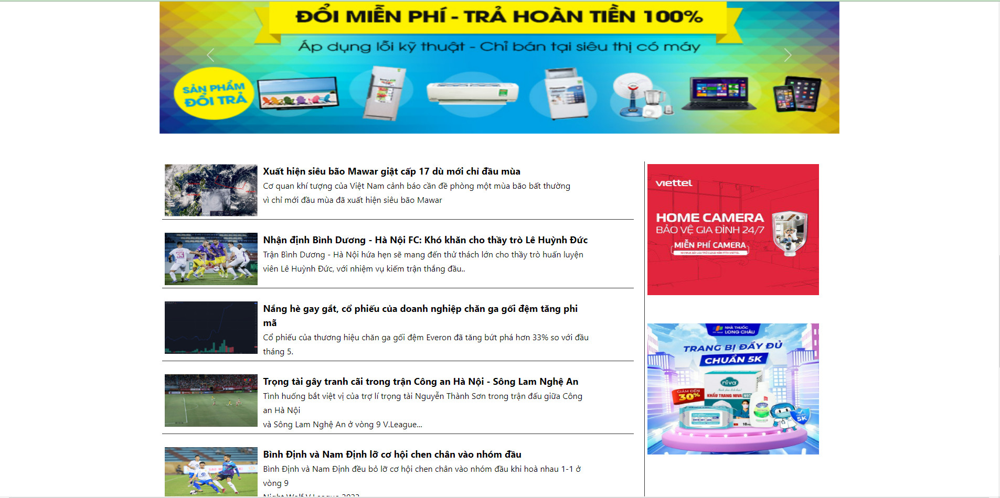 ĐỔI MIỄN PHÍ - TRẢ HOÀN TIỀN 100%
Áp dụng lỗi kỹ thuật - Chỉ bán tại siêu thị có máy
SẢN PHẨM
ĐỔI TRẢ
Xuất hiện siêu bão Mawar giật cấp 17 dù mới chỉ đầu mùa
Cơ quan khí tượng của Việt Nam cảnh báo cần đề phòng một mùa bão bất thường
vì chỉ mới đầu mùa đã xuất hiện siêu bão Mawar
Nhận định Bình Dương - Hà Nội FC: Khó khăn cho thầy trò Lê Huỳnh Đức
Trận Bình Dương - Hà Nội hứa hẹn sẽ mang đến thử thách lớn cho thầy trò huấn luyện
viên Lê Huỳnh Đức, với nhiệm vụ kiếm trận thắng đầu..
Nắng hè gay gắt, cổ phiếu của doanh nghiệp chăn ga gối đệm tăng phi
mã
Cổ phiếu của thương hiệu chăn ga gối đệm Everon đã tăng bứt phá hơn 33% so với đầu
tháng 5.
Trọng tài gây tranh cãi trong trận Công an Hà Nội - Sông Lam Nghệ An
Tình huống bắt việt vị của trợ lí trọng tài Nguyễn Thành Sơn trong trận đấu giữa Công
an Hà Nội
và Sông Lam Nghệ An ở vòng 9 V.League...
Bình Định và Nam Định lỡ cơ hội chen chân vào nhóm đầu
Bình Định và Nam Định đều bỏ lỡ cơ hội chen chân vào nhóm đầu khi hoà nhau 1-1 ở
vòng 9
Night Wolf V.League 2023
viettel
HOME CAMERA
BẢO VỆ GIA ĐÌNH 24/7
MIỄN PHÍ CAMERA
NHÀ THUỐC
LONG CHÂU
TRANG BỊ ĐẦY ĐỦ
CHUẨN 5K
niva
GIẢM ĐẾN
30%
KHẨU TRANG NIVA N95
CHUẨN
5K